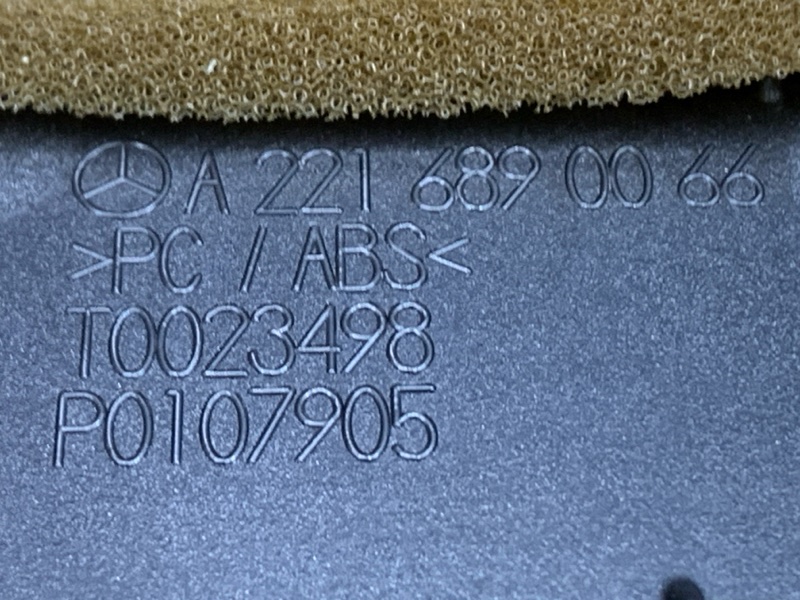 A 221 689 00 66
>PC / ABS<
T0023498
P0107905